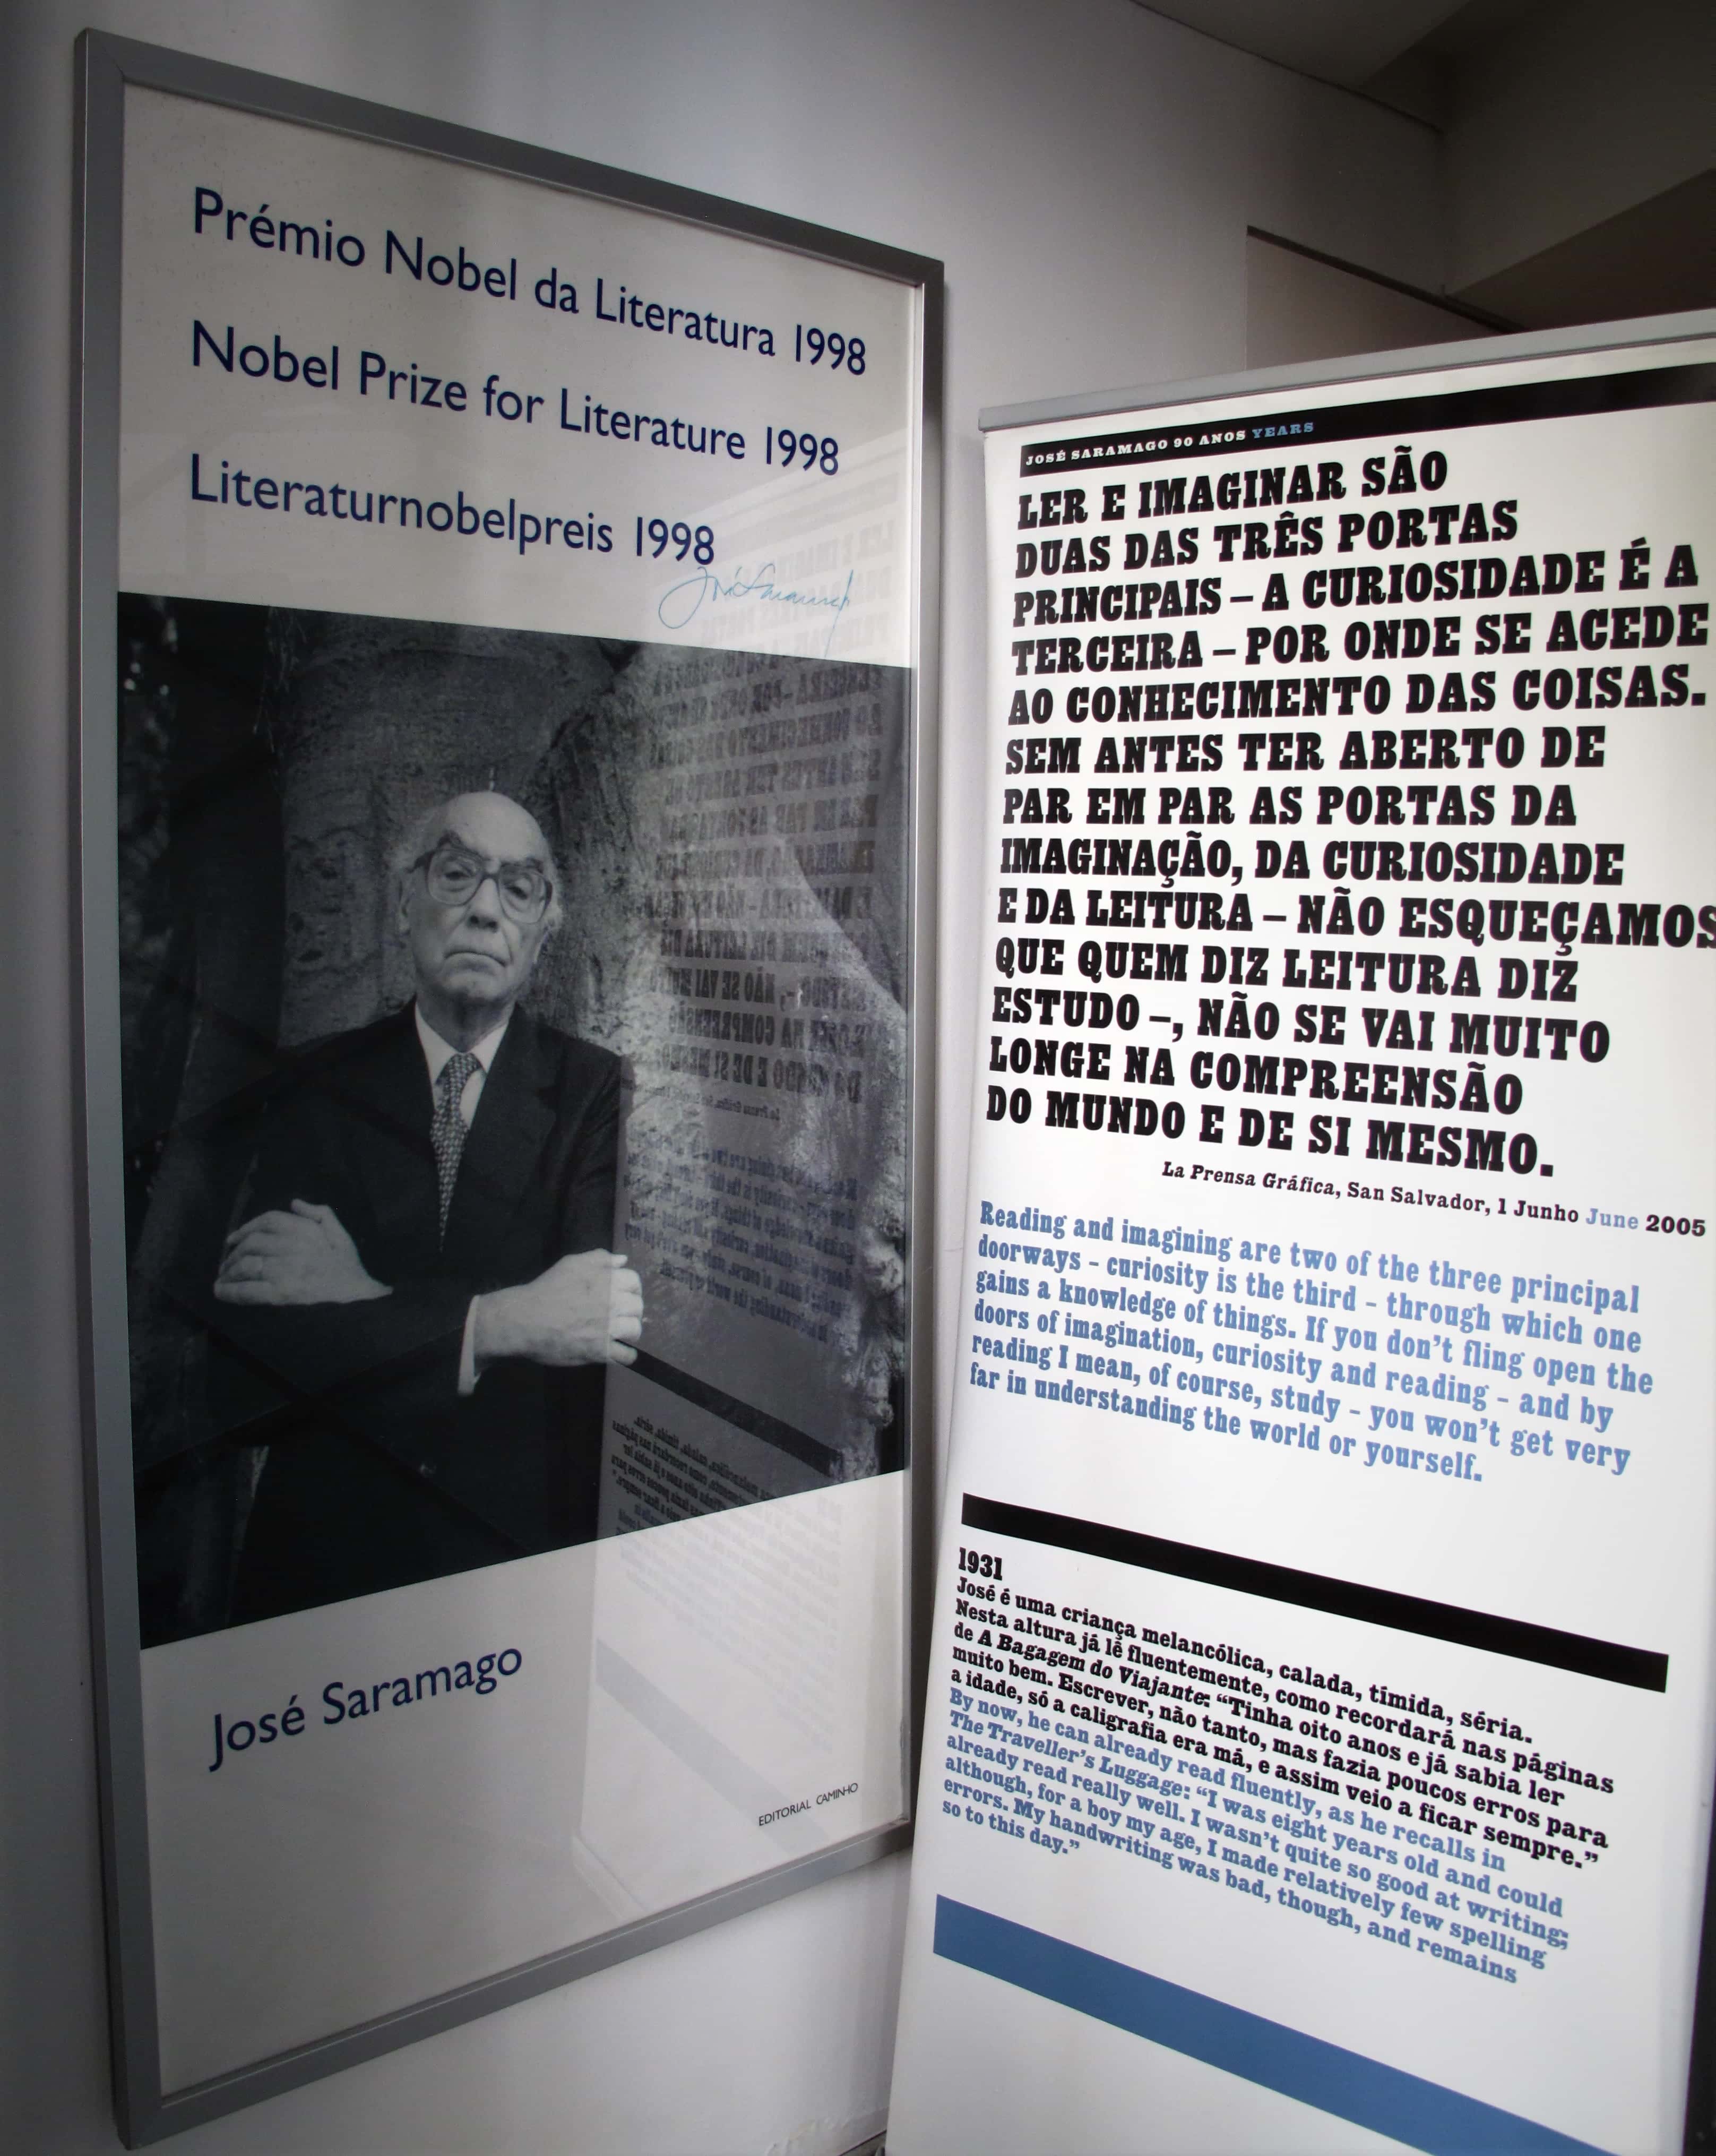 Prémio Nobel da Literatura 1998
Nobel Prize for Literature 1998
Literaturnobelpreis 1998
José Saramago
EDITORIAL CAMINHO
JOSÉ SARAMAGO 90 ANOS YEARS
LER E IMAGINAR SÃO
DUAS DAS TRÊS PORTAS
PRINCIPAIS – A CURIOSIDADE É A
TERCEIRA – POR ONDE SE ACEDE
AO CONHECIMENTO DAS COISAS.
SEM ANTES TER ABERTO DE
PAR EM PAR AS PORTAS DA
IMAGINAÇÃO, DA CURIOSIDADE
E DA LEITURA – NÃO ESQUEÇAMOS
QUE QUEM DIZ LEITURA DIZ
ESTUDO –, NÃO SE VAI MUITO
LONGE NA COMPREENSÃO
DO MUNDO E DE SI MESMO.
La Prensa Gráfica, San Salvador, 1 Junho June 2005
Reading and imagining are two of the three principal
doorways – curiosity is the third – through which one
gains a knowledge of things. If you don't fling open the
doors of imagination, curiosity and reading – and by
reading I mean, of course, study – you won't get very
far in understanding the world or yourself.
1931
José é uma criança melancólica, calada, tímida, séria.
Nesta altura já lê fluentemente, como recordará nas páginas
de A Bagagem do Viajante: “Tinha oito anos e já sabia ler
muito bem. Escrever, não tanto, mas fazia poucos erros para
a idade, só a caligrafia era má, e assim veio a ficar sempre.”
By now, he can already read fluently, as he recalls in
The Traveller's Luggage: “I was eight years old and could
already read really well. I wasn't quite so good at writing;
although, for a boy my age, I made relatively few spelling
errors. My handwriting was bad, though, and remains
so to this day.”